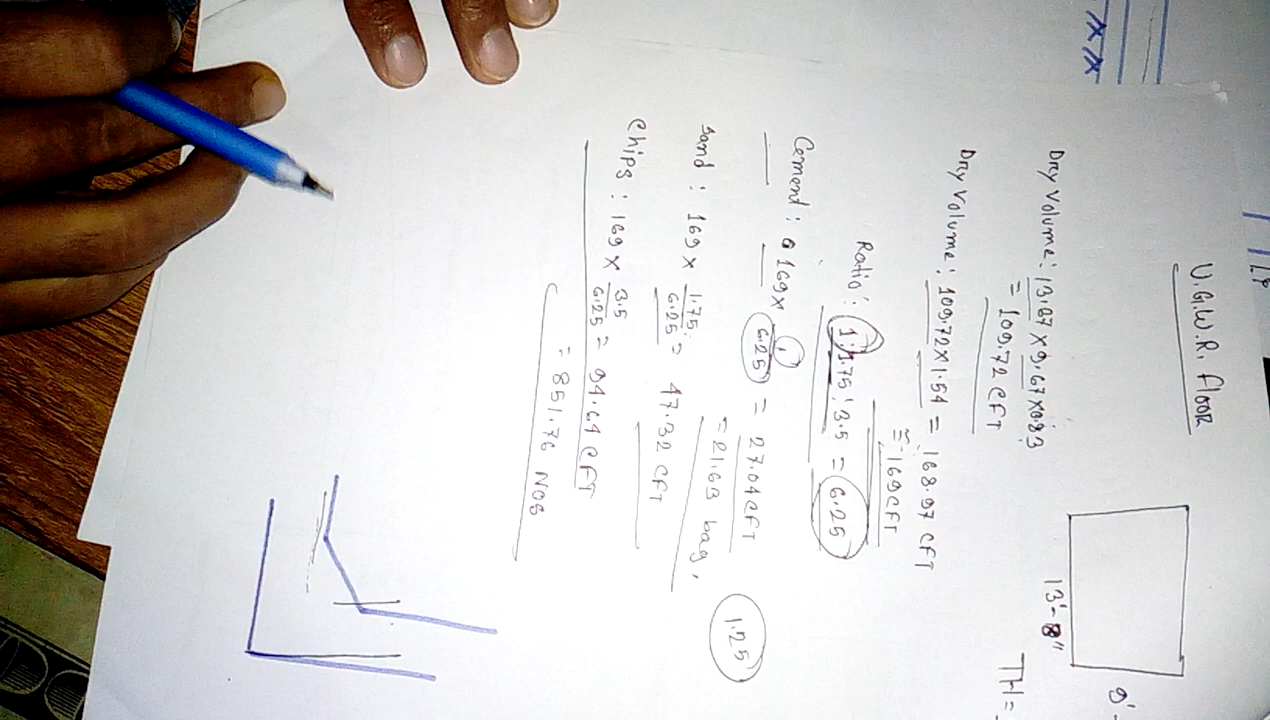 U.G.W.R. floor
13'-8"
9'-
TH=
Dry Volume: 13.67 x 9.67 x 0.83
= 109.72 CFT
Dry Volume: 109.72 x 1.54 = 168.97 CFT
≅ 169 CFT
Ratio: 1:1.75:3.5 = 6.25
Cement: 169 x 1/6.25 = 27.04 CFT
= 21.63 bag,
1.25
Sand: 169 x 1.75/6.25 = 47.32 CFT
Chips: 169 x 3.5/6.25 = 94.64 CFT
= 851.76 NOS